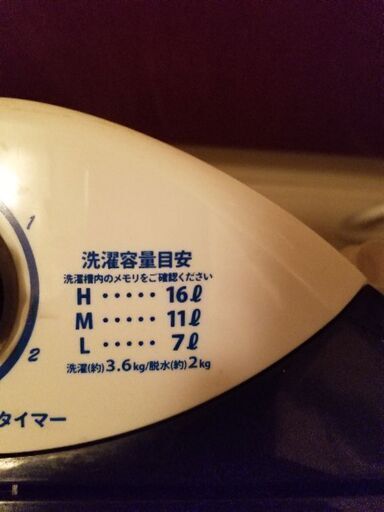 1
洗濯容量目安
洗濯槽内のメモリをご確認ください
H ····· 16ℓ
M ····· 11ℓ
L ····· 7ℓ
2
洗濯(約)3.6kg/脱水(約)2kg
タイマー